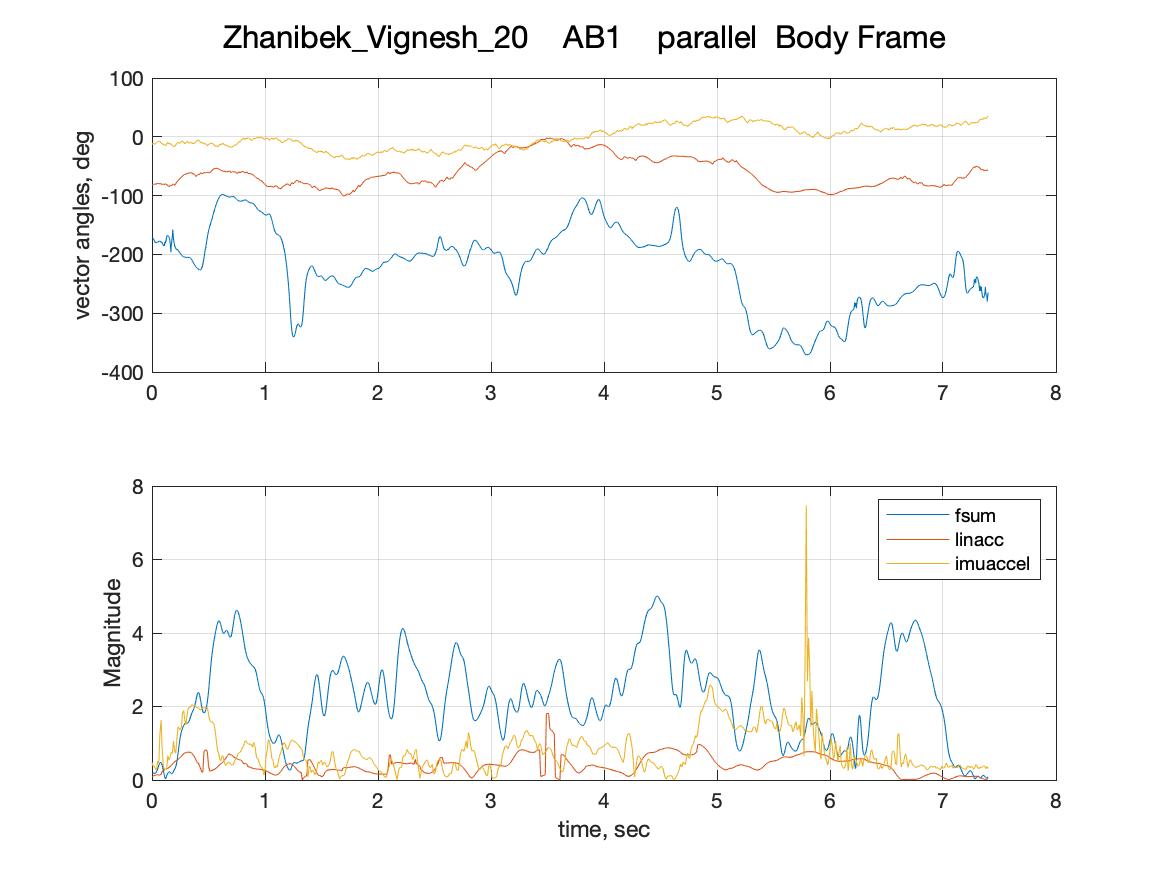 Zhanibek_Vignesh_20 AB1 parallel Body Frame
100
0
-100
-200
-300
-400
vector angles, deg
0 1 2 3 4 5 6 7 8
8
6
4
2
0
Magnitude
fsum
linacc
imuaccel
0 1 2 3 4 5 6 7 8
time, sec